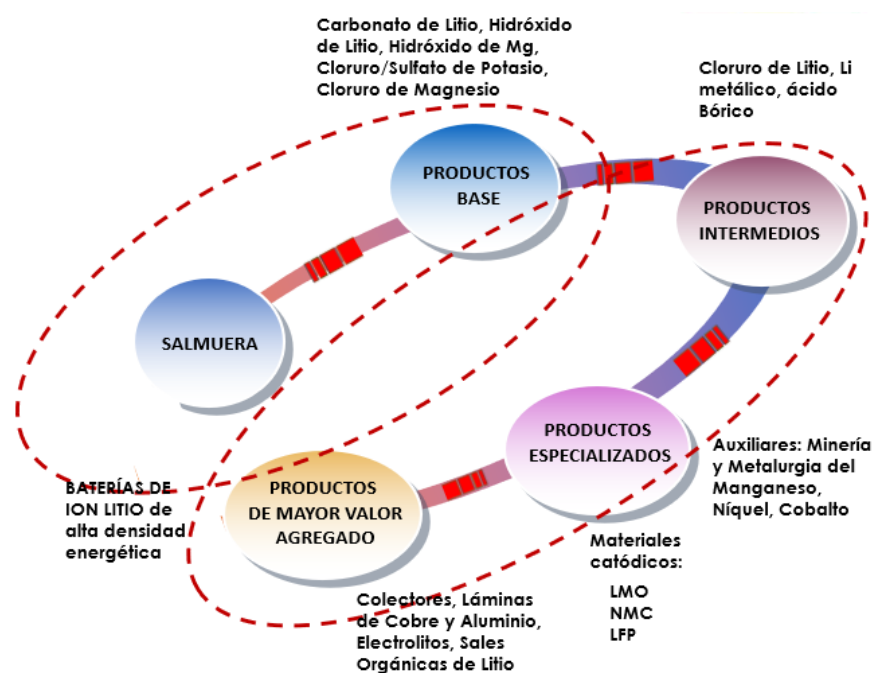 Carbonato de Litio, Hidróxido
de Litio, Hidróxido de Mg,
Cloruro/Sulfato de Potasio,
Cloruro de Magnesio
Cloruro de Litio, Li
metálico, ácido
Bórico
PRODUCTOS
BASE
PRODUCTOS
INTERMEDIOS
SALMUERA
PRODUCTOS
ESPECIALIZADOS
Auxiliares: Minería
y Metalurgia del
Manganeso,
Níquel, Cobalto
BATERÍAS DE
ION LITIO de
alta densidad
energética
PRODUCTOS
DE MAYOR VALOR
AGREGADO
Materiales
catódicos:
LMO
NMC
LFP
Colectores, Láminas
de Cobre y Aluminio,
Electrolitos, Sales
Orgánicas de Litio